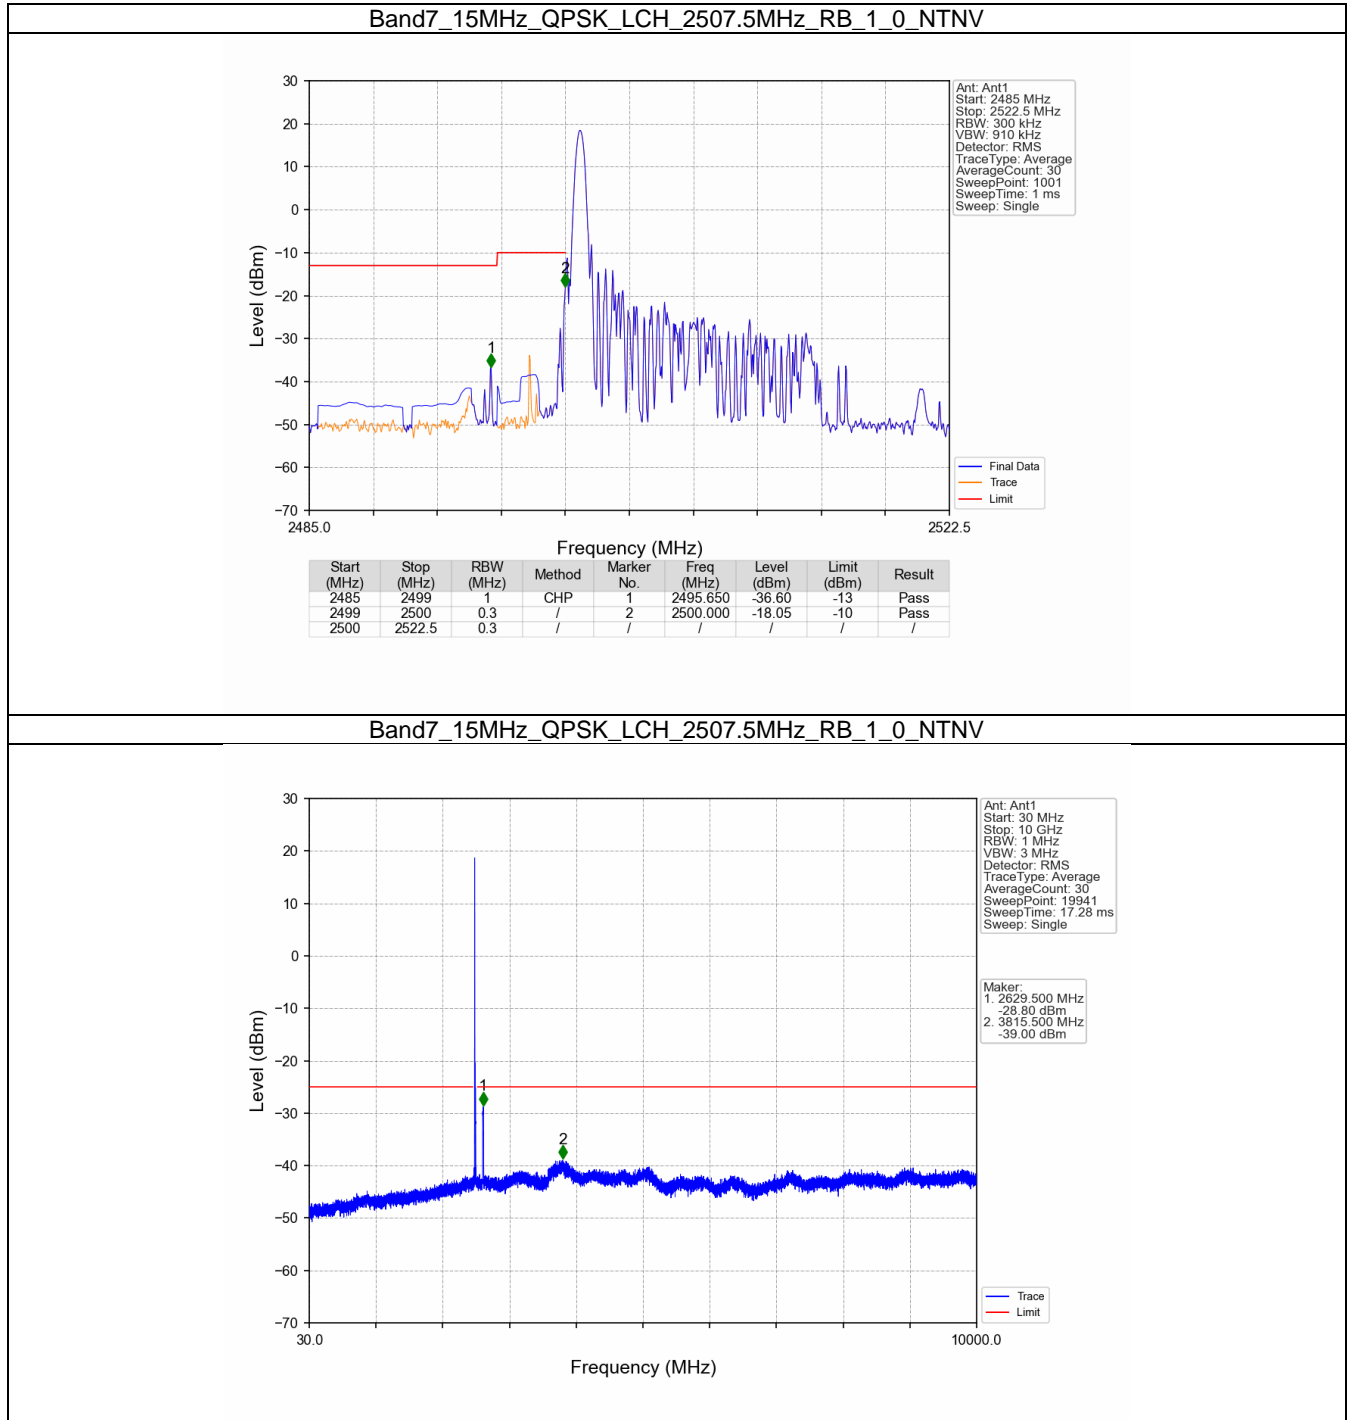 Band7_15MHz_QPSK_LCH_2507.5MHz_RB_1_0_NTNV
30
20
10
0
−10
−20
−30
−40
−50
−60
−70
Level (dBm)
1
2
2485.0
2522.5
Frequency (MHz)
Ant: Ant1
Start: 2485 MHz
Stop: 2522.5 MHz
RBW: 300 kHz
VBW: 910 kHz
Detector: RMS
TraceType: Average
AverageCount: 30
SweepPoint: 1001
SweepTime: 1 ms
Sweep: Single
Final Data
Trace
Limit
Start (MHz) Stop (MHz) RBW (MHz) Method Marker No. Freq (MHz) Level (dBm) Limit (dBm) Result
2485 2499 1 CHP 1 2495.650 -36.60 -13 Pass
2499 2500 0.3 / 2 2500.000 -18.05 -10 Pass
2500 2522.5 0.3 / / / / / /
Band7_15MHz_QPSK_LCH_2507.5MHz_RB_1_0_NTNV
30
20
10
0
−10
−20
−30
−40
−50
−60
−70
Level (dBm)
1
2
30.0
10000.0
Frequency (MHz)
Ant: Ant1
Start: 30 MHz
Stop: 10 GHz
RBW: 1 MHz
VBW: 3 MHz
Detector: RMS
TraceType: Average
AverageCount: 30
SweepPoint: 19941
SweepTime: 17.28 ms
Sweep: Single
Maker:
1. 2629.500 MHz
-28.80 dBm
2. 3815.500 MHz
-39.00 dBm
Trace
Limit